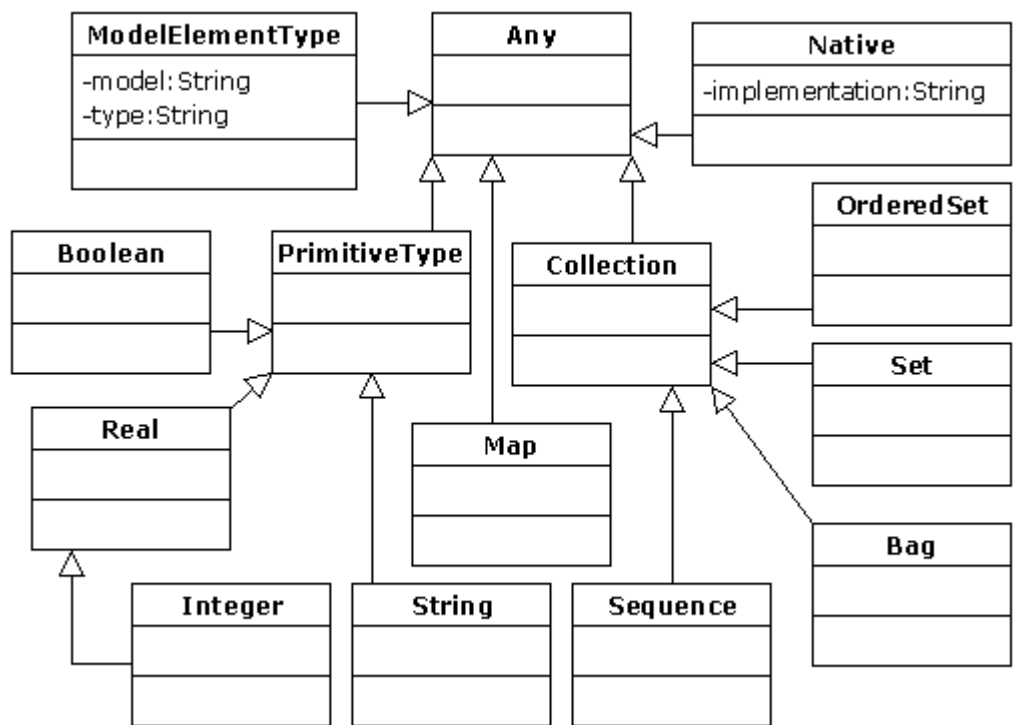 ModelElementType
-model:String
-type:String
Any
Native
-implementation:String
OrderedSet
Boolean
PrimitiveType
Collection
Set
Real
Map
Bag
Integer
String
Sequence